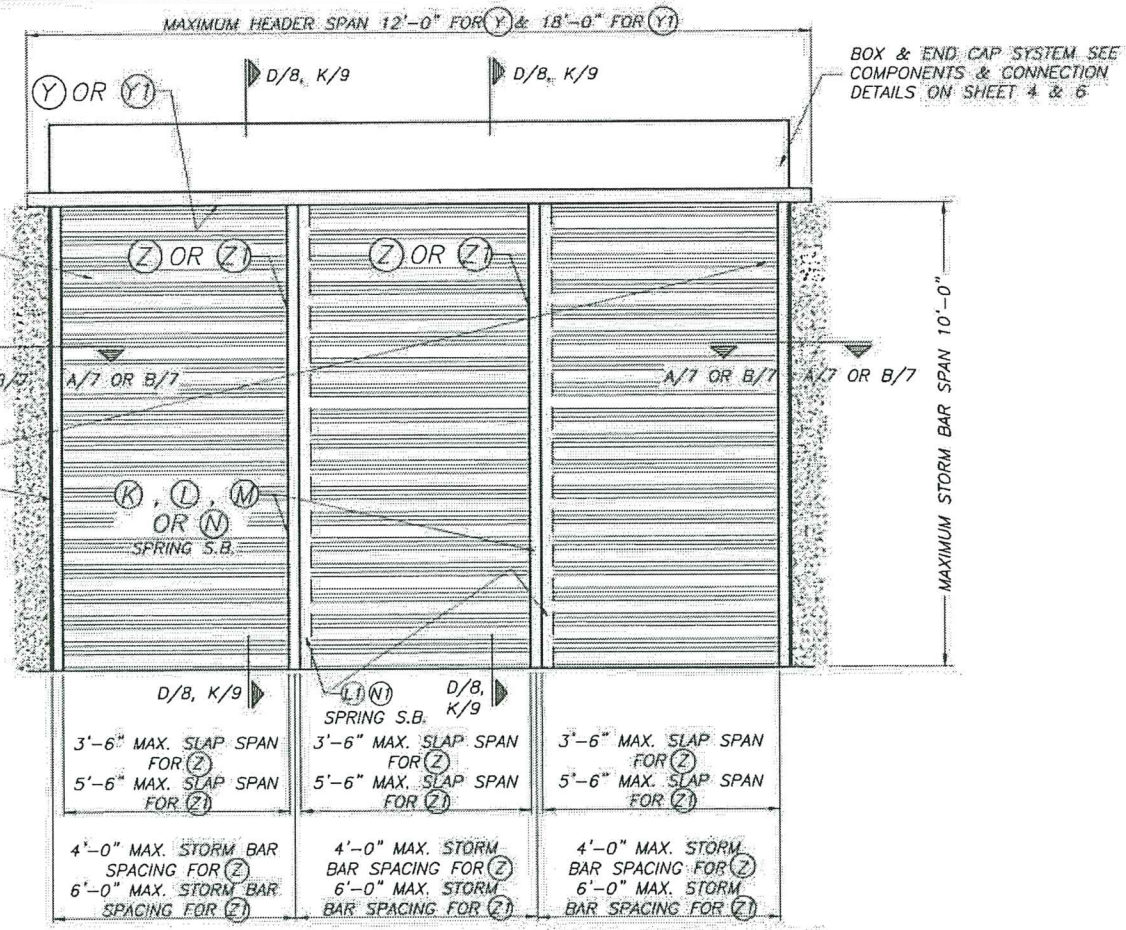 MAXIMUM HEADER SPAN 12'-0" FOR Y & 18'-0" FOR Y1
D/8, K/9
D/8, K/9
BOX & END CAP SYSTEM SEE
COMPONENTS & CONNECTION
DETAILS ON SHEET 4 & 6
Y OR Y1
Z OR Z1
Z OR Z1
B/7
A/7 OR B/7
A/7 OR B/7
A/7 OR B/7
MAXIMUM STORM BAR SPAN 10'-0"
K , L , M
OR N
SPRING S.B.
D/8, K/9
L1 N1
SPRING S.B.
D/8,
K/9
3'-6" MAX. SLAP SPAN
FOR Z
5'-6" MAX. SLAP SPAN
FOR Z1
3'-6" MAX. SLAP SPAN
FOR Z
5'-6" MAX. SLAP SPAN
FOR Z1
3'-6" MAX. SLAP SPAN
FOR Z
5'-6" MAX. SLAP SPAN
FOR Z1
4'-0" MAX. STORM BAR
SPACING FOR Z
6'-0" MAX. STORM BAR
SPACING FOR Z1
4'-0" MAX. STORM
BAR SPACING FOR Z
6'-0" MAX. STORM
BAR SPACING FOR Z1
4'-0" MAX. STORM
BAR SPACING FOR Z
6'-0" MAX. STORM
BAR SPACING FOR Z1